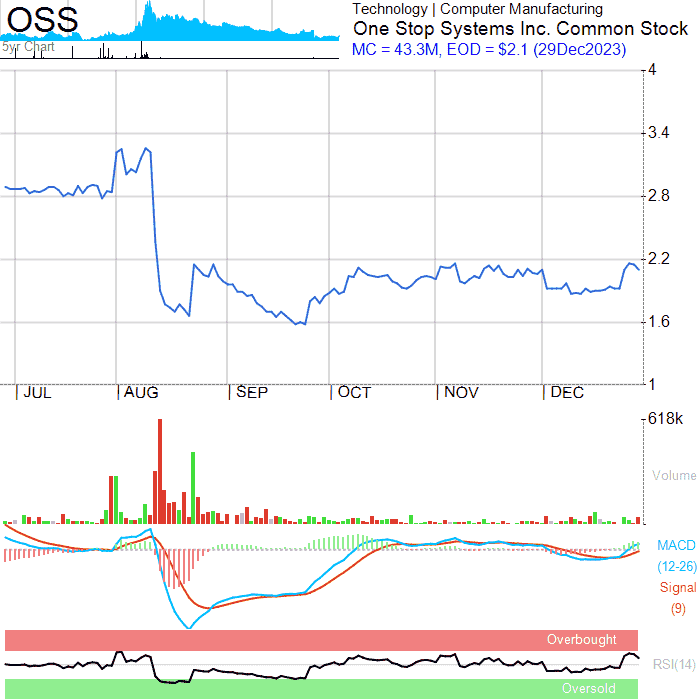 OSS
5yr Chart
Technology | Computer Manufacturing
One Stop Systems Inc. Common Stock
MC = 43.3M, EOD = $2.1 (29Dec2023)
4
3.4
2.8
2.2
1.6
1
| JUL | AUG | SEP | OCT | NOV | DEC
618k
Volume
MACD
(12-26)
Signal
(9)
Overbought
RSI(14)
Oversold